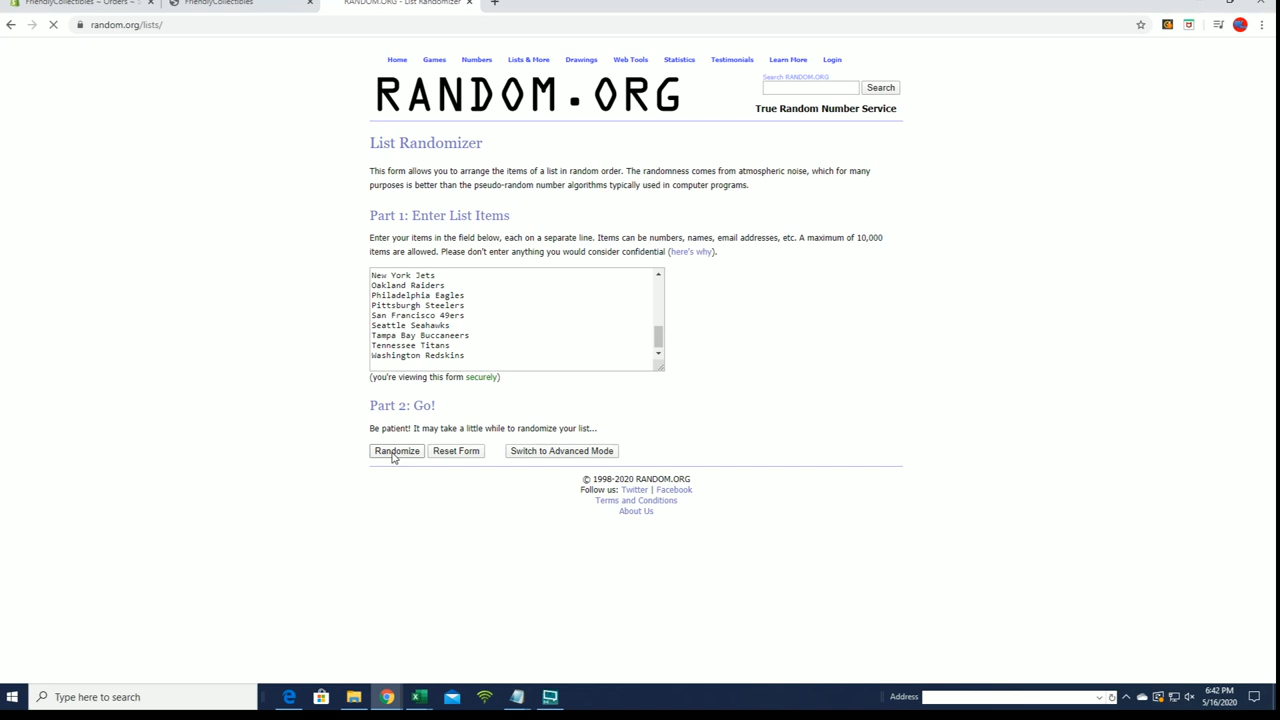 FriendlyCollectibles – Orders – S
FriendlyCollectibles
RANDOM.ORG - List Randomizer
random.org/lists/
Home Games Numbers Lists & More Drawings Web Tools Statistics Testimonials Learn More Login
RANDOM.ORG
Search RANDOM.ORG
Search
True Random Number Service
List Randomizer
This form allows you to arrange the items of a list in random order. The randomness comes from atmospheric noise, which for many
purposes is better than the pseudo-random number algorithms typically used in computer programs.
Part 1: Enter List Items
Enter your items in the field below, each on a separate line. Items can be numbers, names, email addresses, etc. A maximum of 10,000
items are allowed. Please don't enter anything you would consider confidential (here's why).
New York Jets
Oakland Raiders
Philadelphia Eagles
Pittsburgh Steelers
San Francisco 49ers
Seattle Seahawks
Tampa Bay Buccaneers
Tennessee Titans
Washington Redskins
(you're viewing this form securely)
Part 2: Go!
Be patient! It may take a little while to randomize your list...
Randomize Reset Form Switch to Advanced Mode
© 1998-2020 RANDOM.ORG
Follow us: Twitter | Facebook
Terms and Conditions
About Us
Type here to search
Address
6:42 PM
5/16/2020